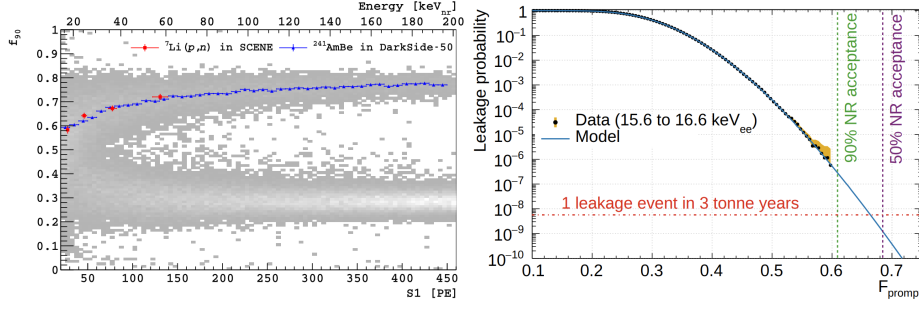 Energy [keVnr]
20 40 60 80 100 120 140 160 180 200
f90
1
0.9
0.8
0.7
0.6
0.5
0.4
0.3
0.2
0.1
0
7Li(p,n) in SCENE
241AmBe in DarkSide-50
50 100 150 200 250 300 350 400 450
S1 [PE]
Leakage probability
1
10−1
10−2
10−3
10−4
10−5
10−6
10−7
10−8
10−9
10−10
Data (15.6 to 16.6 keVee)
Model
1 leakage event in 3 tonne years
90% NR acceptance
50% NR acceptance
0.1 0.2 0.3 0.4 0.5 0.6 0.7
Fpromp